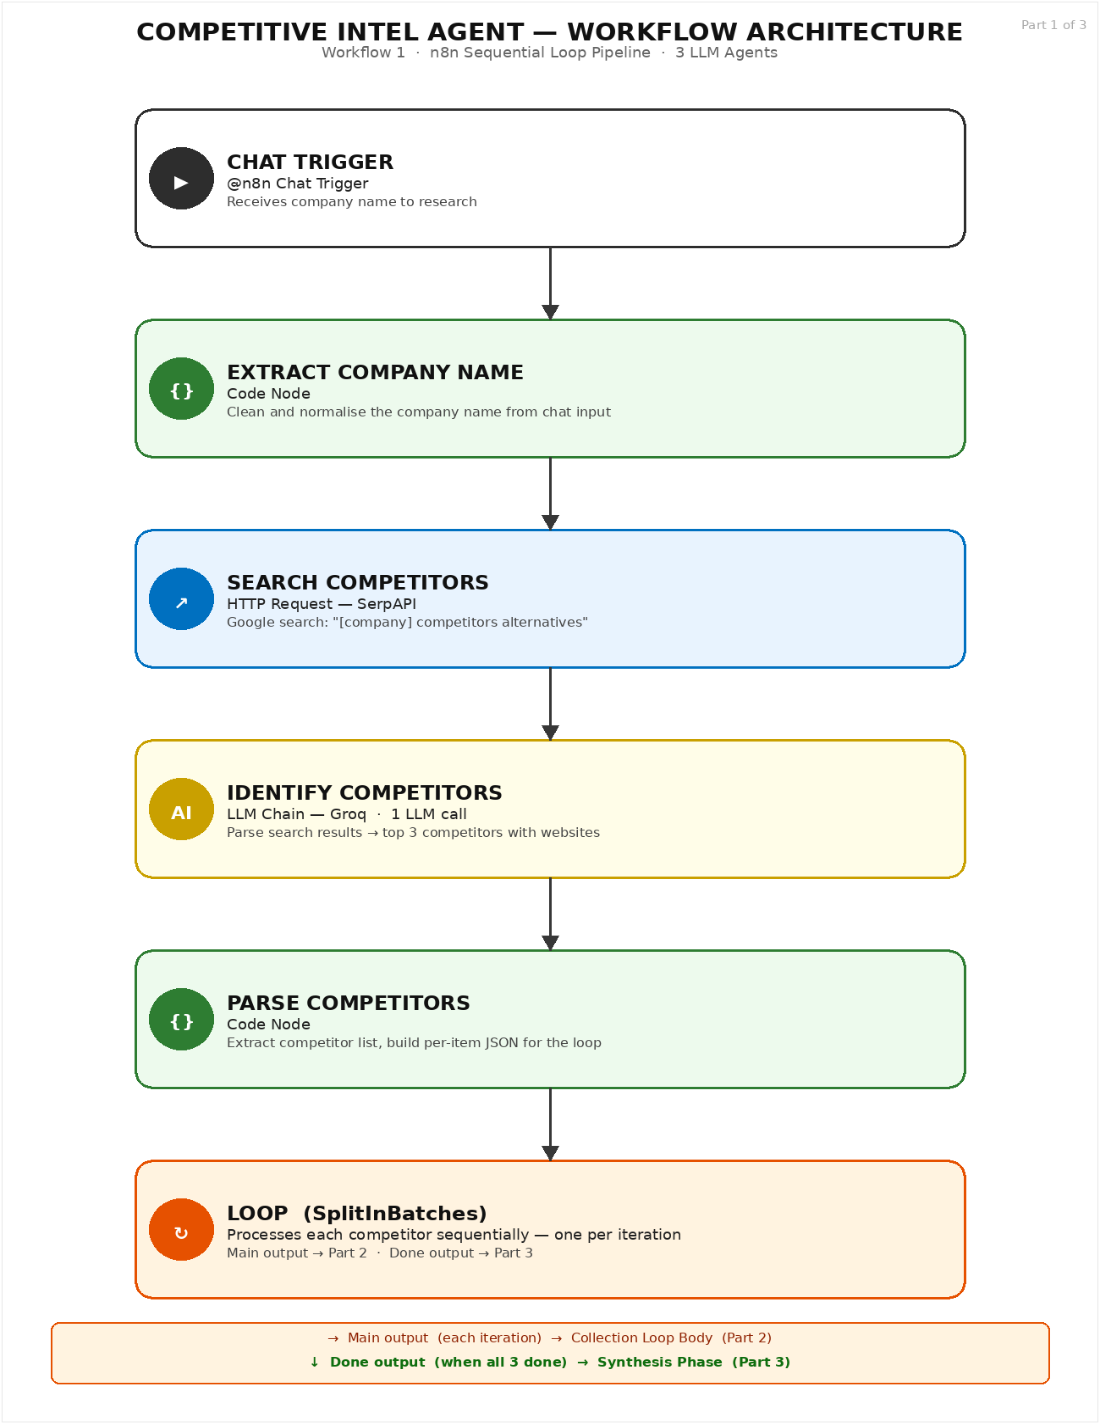 COMPETITIVE INTEL AGENT — WORKFLOW ARCHITECTURE
Part 1 of 3
Workflow 1 · n8n Sequential Loop Pipeline · 3 LLM Agents
▶
CHAT TRIGGER
@n8n Chat Trigger
Receives company name to research
{}
EXTRACT COMPANY NAME
Code Node
Clean and normalise the company name from chat input
↗
SEARCH COMPETITORS
HTTP Request — SerpAPI
Google search: "[company] competitors alternatives"
AI
IDENTIFY COMPETITORS
LLM Chain — Groq · 1 LLM call
Parse search results → top 3 competitors with websites
{}
PARSE COMPETITORS
Code Node
Extract competitor list, build per-item JSON for the loop
↻
LOOP (SplitInBatches)
Processes each competitor sequentially — one per iteration
Main output → Part 2 · Done output → Part 3
→ Main output (each iteration) → Collection Loop Body (Part 2)
↓ Done output (when all 3 done) → Synthesis Phase (Part 3)